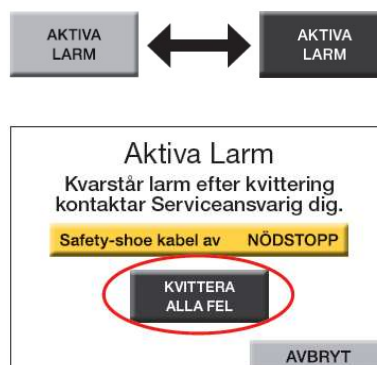 AKTIVA
LARM
AKTIVA
LARM
Aktiva Larm
Kvarstår larm efter kvittering
kontaktar Serviceansvarig dig.
Safety-shoe kabel av NÖDSTOPP
KVITTERA
ALLA FEL
AVBRYT